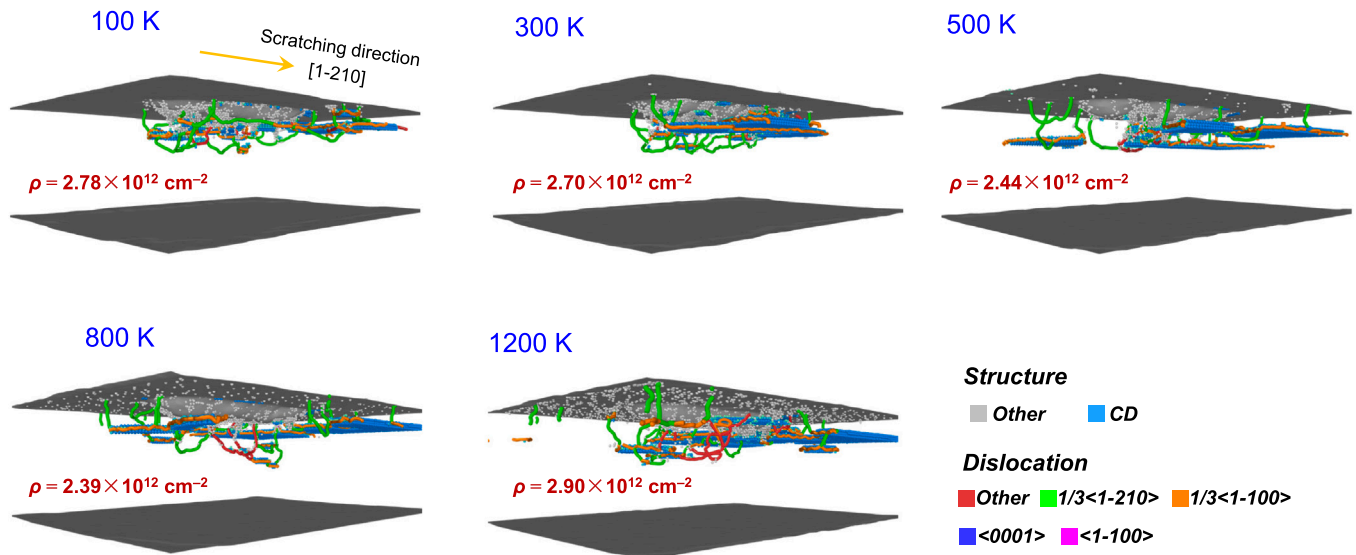 100 K
Scratching direction
[1-210]
300 K
500 K
ρ = 2.78×10¹² cm⁻²
ρ = 2.70×10¹² cm⁻²
ρ = 2.44×10¹² cm⁻²
800 K
1200 K
ρ = 2.39×10¹² cm⁻²
ρ = 2.90×10¹² cm⁻²
Structure
Other CD
Dislocation
Other 1/3<1-210> 1/3<1-100>
<0001> <1-100>